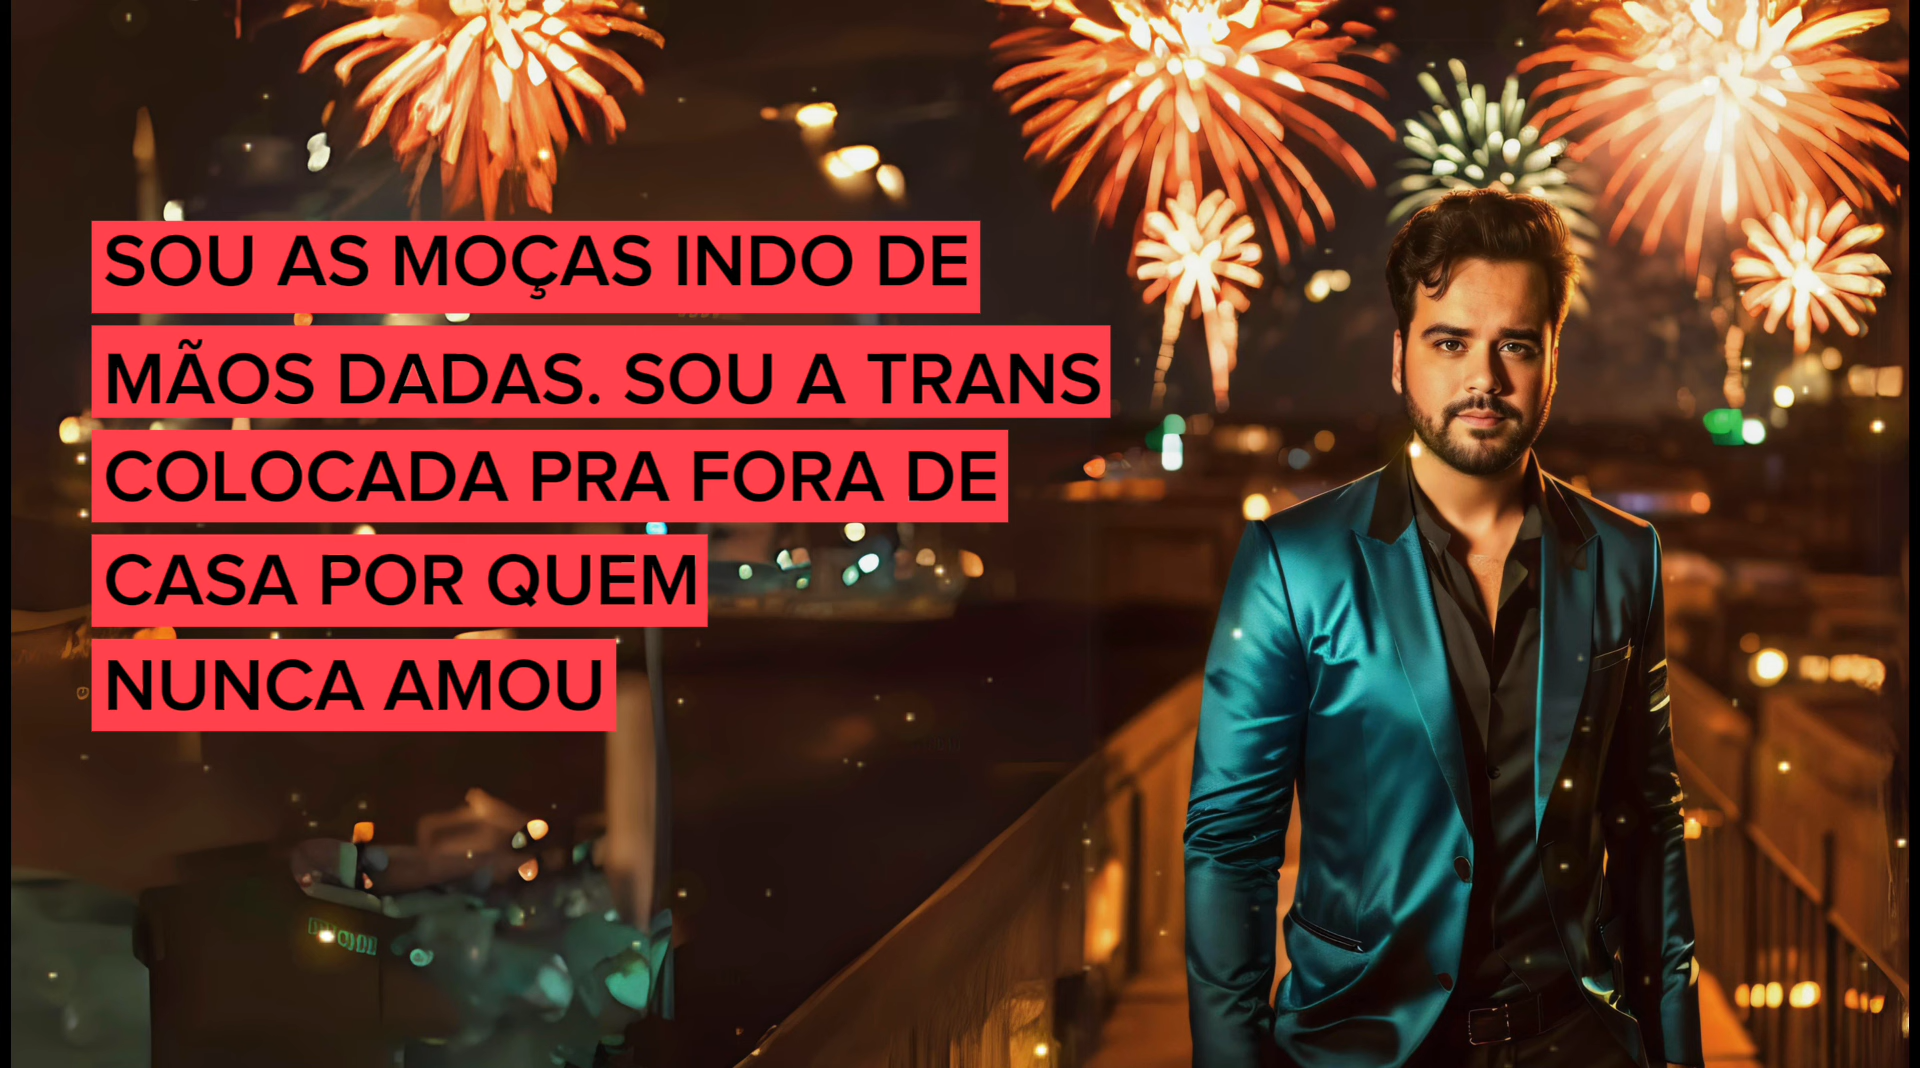 SOU AS MOÇAS INDO DE
MÃOS DADAS. SOU A TRANS
COLOCADA PRA FORA DE
CASA POR QUEM
NUNCA AMOU